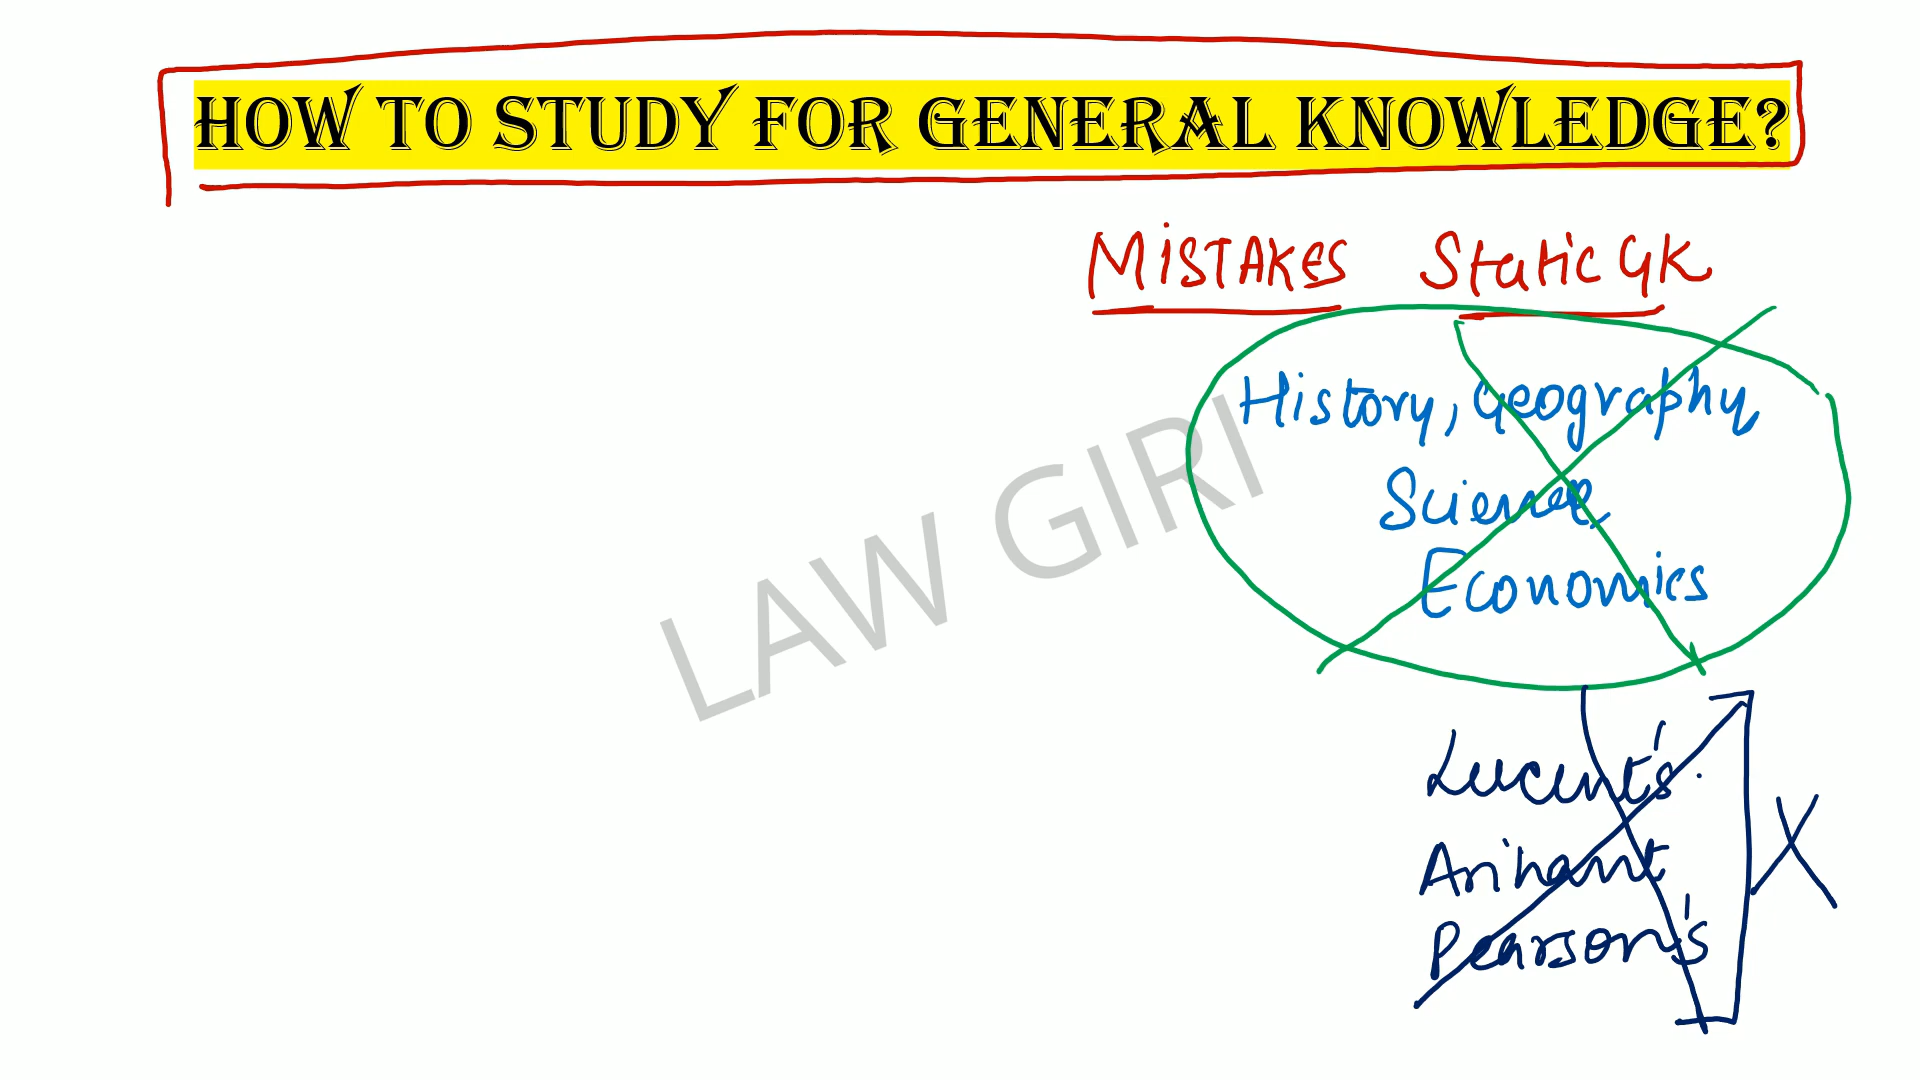 HOW TO STUDY FOR GENERAL KNOWLEDGE?
MISTAKES Static GK
History, Geography
Science,
Economics
LAW GIRI
Lucent's.
Arihant
Pearson's
X